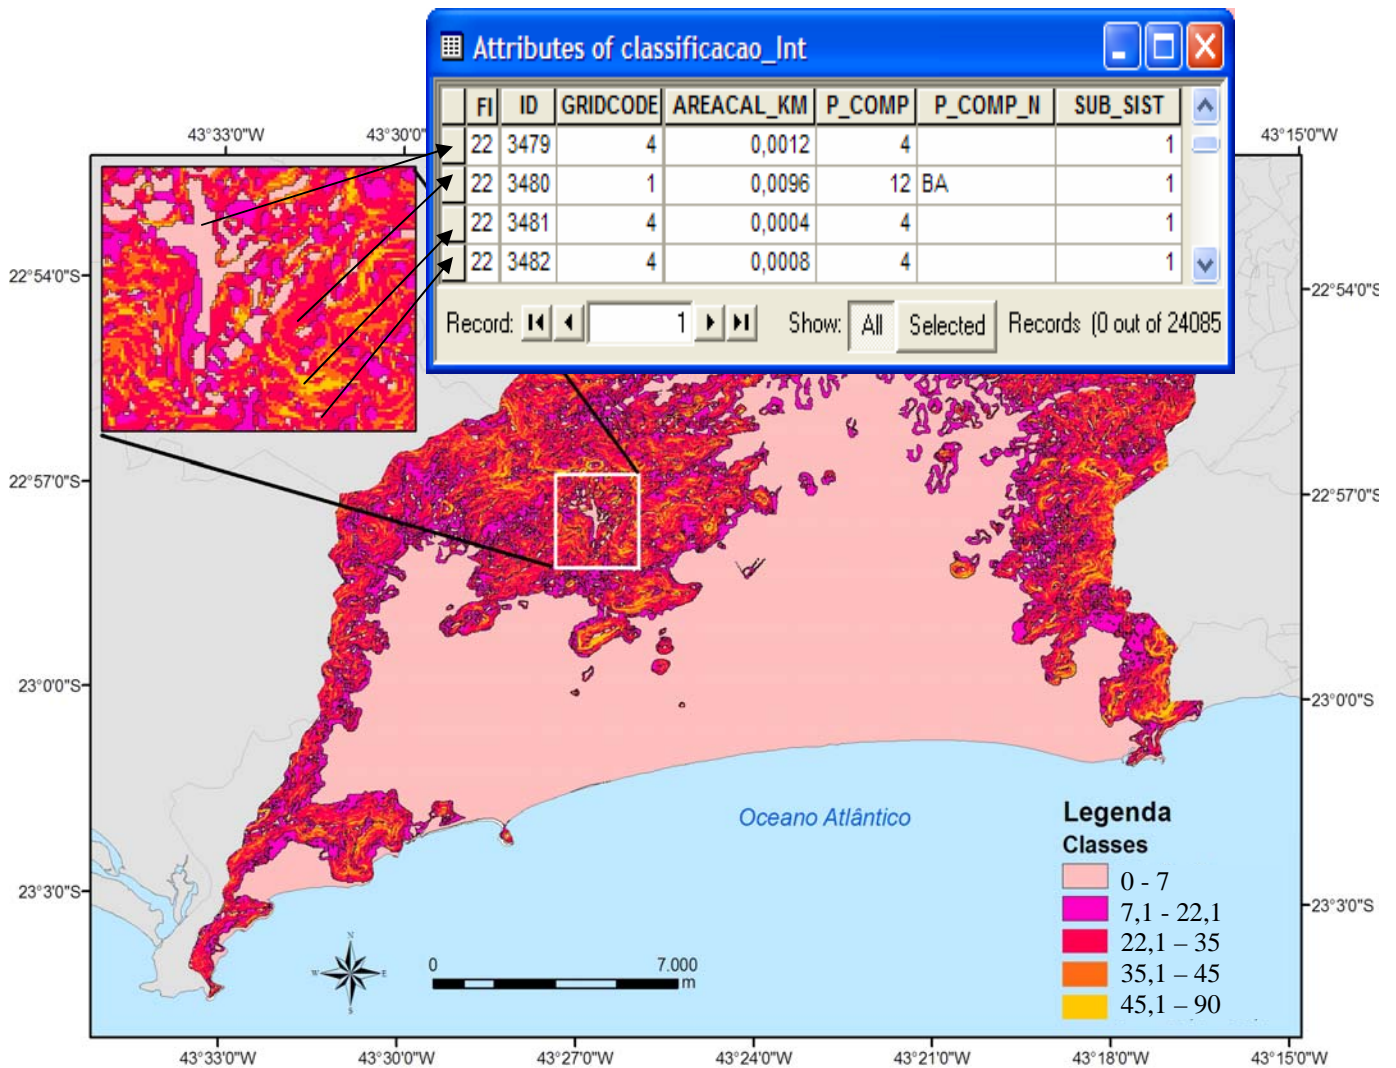 Attributes of classificacao_Int
FI ID GRIDCODE AREACAL_KM P_COMP P_COMP_N SUB_SIST
22 3479 4 0,0012 4 1
22 3480 1 0,0096 12 BA 1
22 3481 4 0,0004 4 1
22 3482 4 0,0008 4 1
Record: 1 Show: All Selected Records (0 out of 24085
43°33'0"W 43°30' 43°15'0"W
22°54'0"S 22°54'0"S
22°57'0"S 22°57'0"S
23°0'0"S 23°0'0"S
23°3'0"S 23°3'0"S
Oceano Atlântico
Legenda
Classes
0 - 7
7,1 - 22,1
22,1 – 35
35,1 – 45
45,1 – 90
N
W E
S
0 7.000
m
43°33'0"W 43°30'0"W 43°27'0"W 43°24'0"W 43°21'0"W 43°18'0"W 43°15'0"W